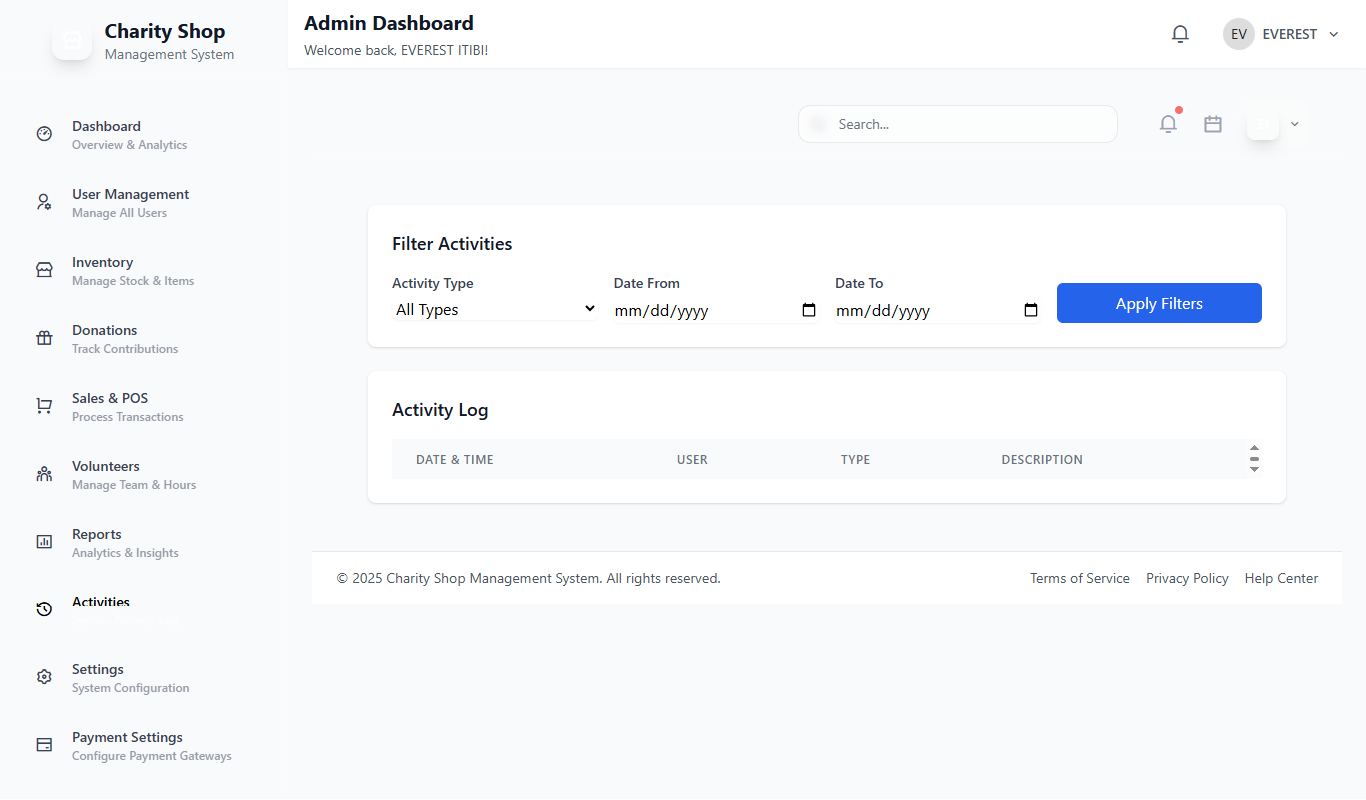 Charity Shop
Management System
Admin Dashboard
Welcome back, EVEREST ITIBI!
EV
EVEREST
Search...
Dashboard
Overview & Analytics
User Management
Manage All Users
Inventory
Manage Stock & Items
Donations
Track Contributions
Sales & POS
Process Transactions
Volunteers
Manage Team & Hours
Reports
Analytics & Insights
Activities
Settings
System Configuration
Payment Settings
Configure Payment Gateways
Filter Activities
Activity Type
Date From
Date To
All Types
mm/dd/yyyy
mm/dd/yyyy
Apply Filters
Activity Log
DATE & TIME USER TYPE DESCRIPTION
© 2025 Charity Shop Management System. All rights reserved.
Terms of Service Privacy Policy Help Center